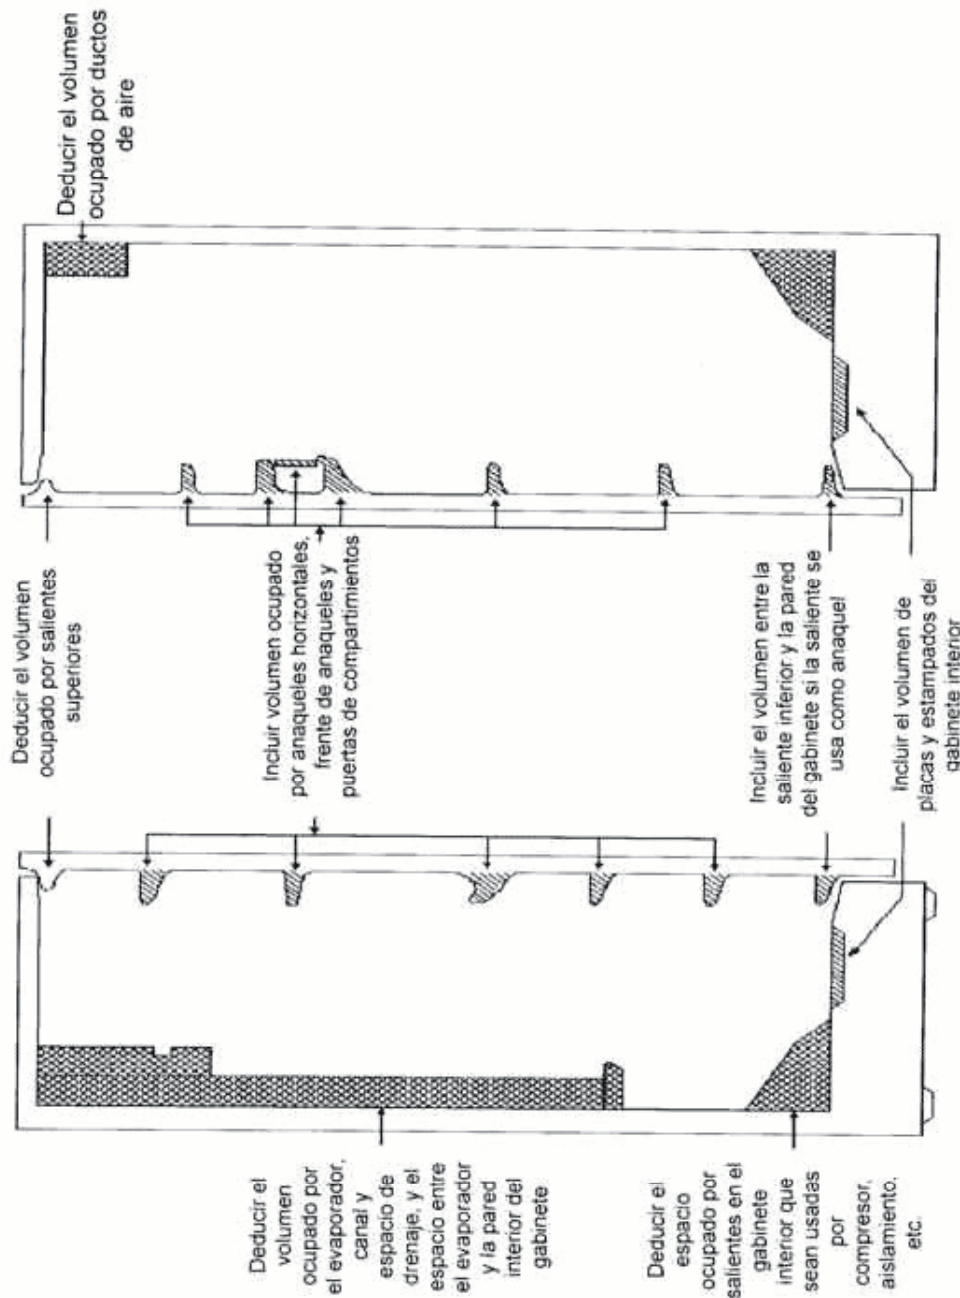 Deducir el volumen
ocupado por ductos
de aire
Deducir el volumen
ocupado por salientes
superiores
Incluir volumen ocupado
por anaqueles horizontales,
frente de anaqueles y
puertas de compartimientos
Incluir el volumen entre la
saliente inferior y la pared
del gabinete si la saliente se
usa como anaquel
Incluir el volumen de
placas y estampados del
gabinete interior
Deducir el
volumen
ocupado por
el evaporador,
canal y
espacio de
drenaje, y el
espacio entre
el evaporador
y la pared
interior del
gabinete
Deducir el
espacio
ocupado por
salientes en el
gabinete
interior que
sean usadas
por
compresor,
aislamiento,
etc.